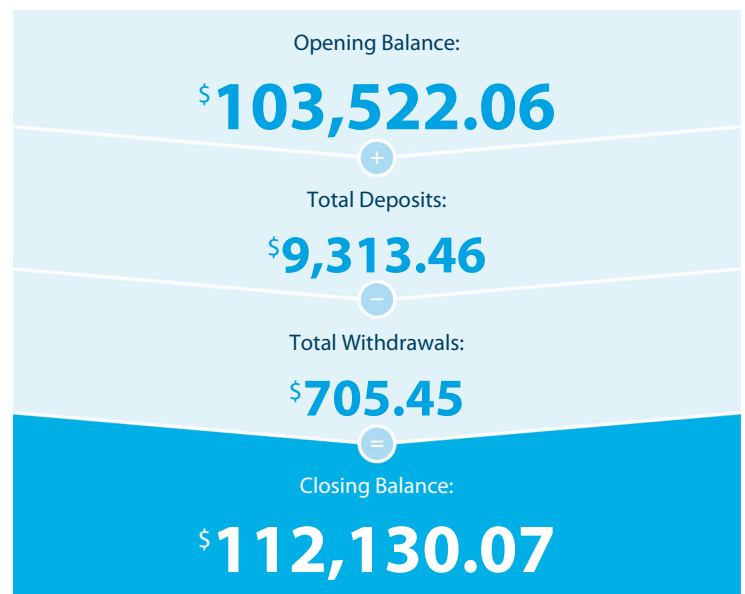 Opening Balance:
$103,522.06
+
Total Deposits:
$9,313.46
−
Total Withdrawals:
$705.45
=
Closing Balance:
$112,130.07